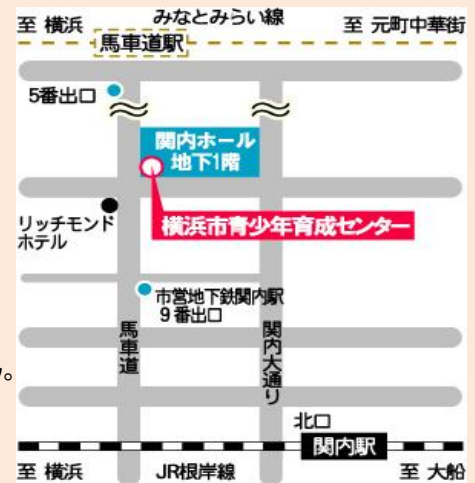 みなとみらい線
至 横浜
至 元町中華街
馬車道駅
5番出口
関内ホール
地下1階
リッチモンド
ホテル
横浜市青少年育成センター
市営地下鉄関内駅
9番出口
馬車道
関内大通り
。
北口
関内駅
至 横浜
JR根岸線
至 大船